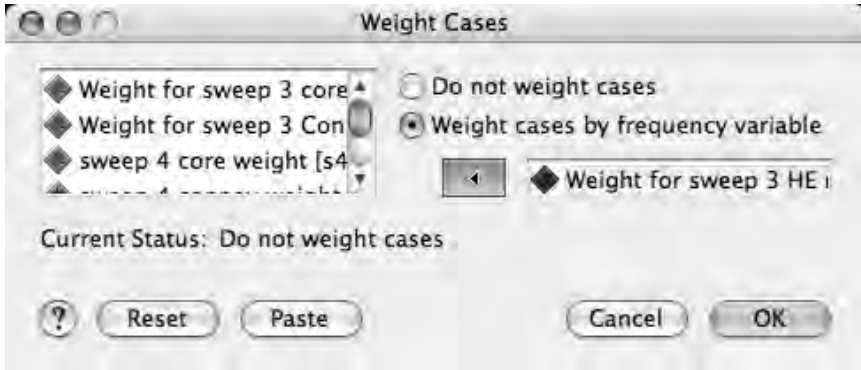 Weight Cases
Weight for sweep 3 core
Weight for sweep 3 Con
sweep 4 core weight [s4
Do not weight cases
Weight cases by frequency variable
Weight for sweep 3 HE
Current Status: Do not weight cases
?
Reset
Paste
Cancel
OK